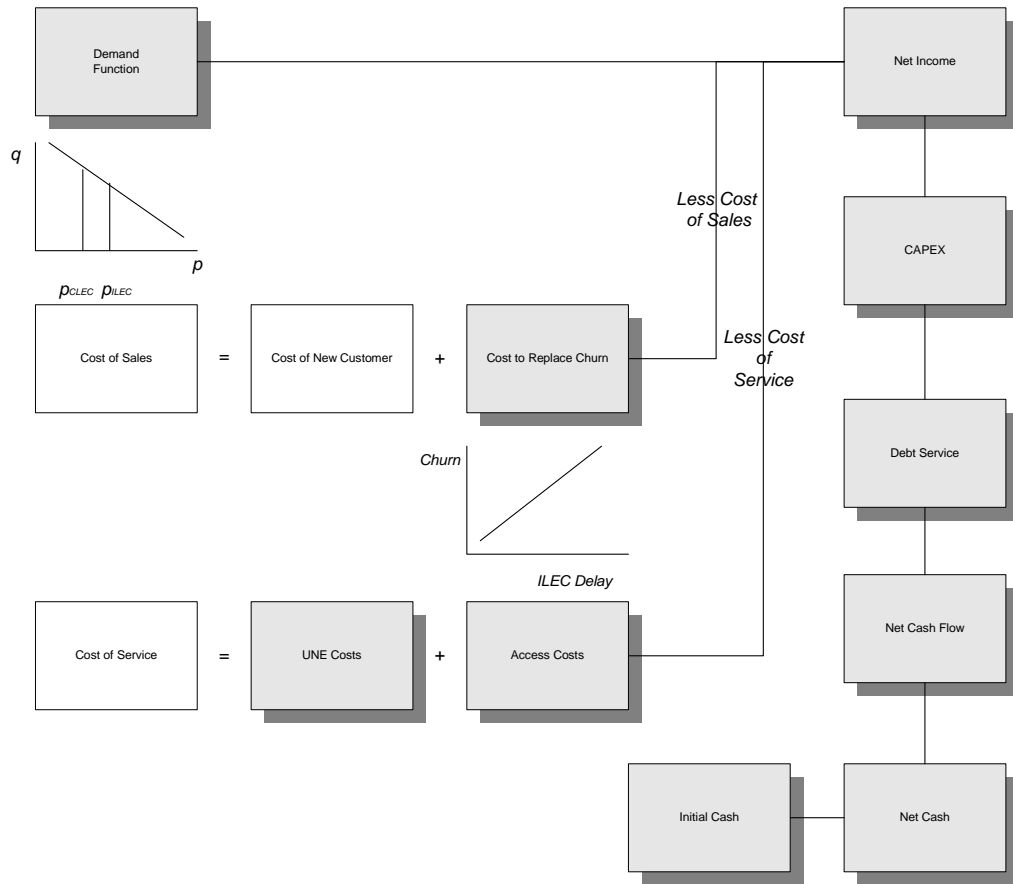 Demand
Function
Net Income
q
Less Cost
of Sales
CAPEX
p
pCLEC pILEC
Cost of Sales
=
Cost of New Customer
+
Cost to Replace Churn
Less Cost
of
Service
Churn
Debt Service
ILEC Delay
Net Cash Flow
Cost of Service
=
UNE Costs
+
Access Costs
Initial Cash
Net Cash